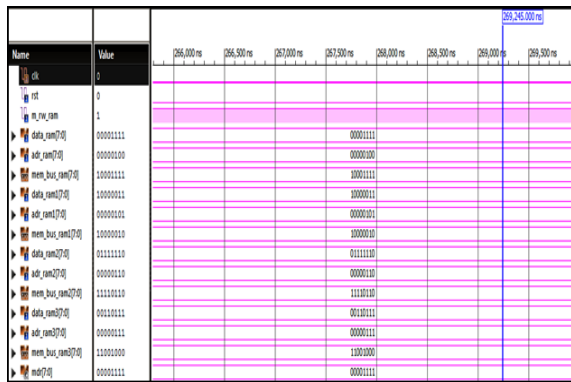 269,245.000 ns
Name Value 266,000 ns 266,500 ns 267,000 ns 267,500 ns 268,000 ns 268,500 ns 269,000 ns 269,500 ns
clk 0
rst 0
m_rw_ram 1
data_ram[7:0] 00001111 00001111
adr_ram[7:0] 00000100 00000100
mem_bus_ram[7:0] 10001111 10001111
data_ram1[7:0] 10000011 10000011
adr_ram1[7:0] 00000101 00000101
mem_bus_ram1[7:0] 10000010 10000010
data_ram2[7:0] 01111110 01111110
adr_ram2[7:0] 00000110 00000110
mem_bus_ram2[7:0] 11110110 11110110
data_ram3[7:0] 00110111 00110111
adr_ram3[7:0] 00000111 00000111
mem_bus_ram3[7:0] 11001000 11001000
mdr[7:0] 00001111 00001111